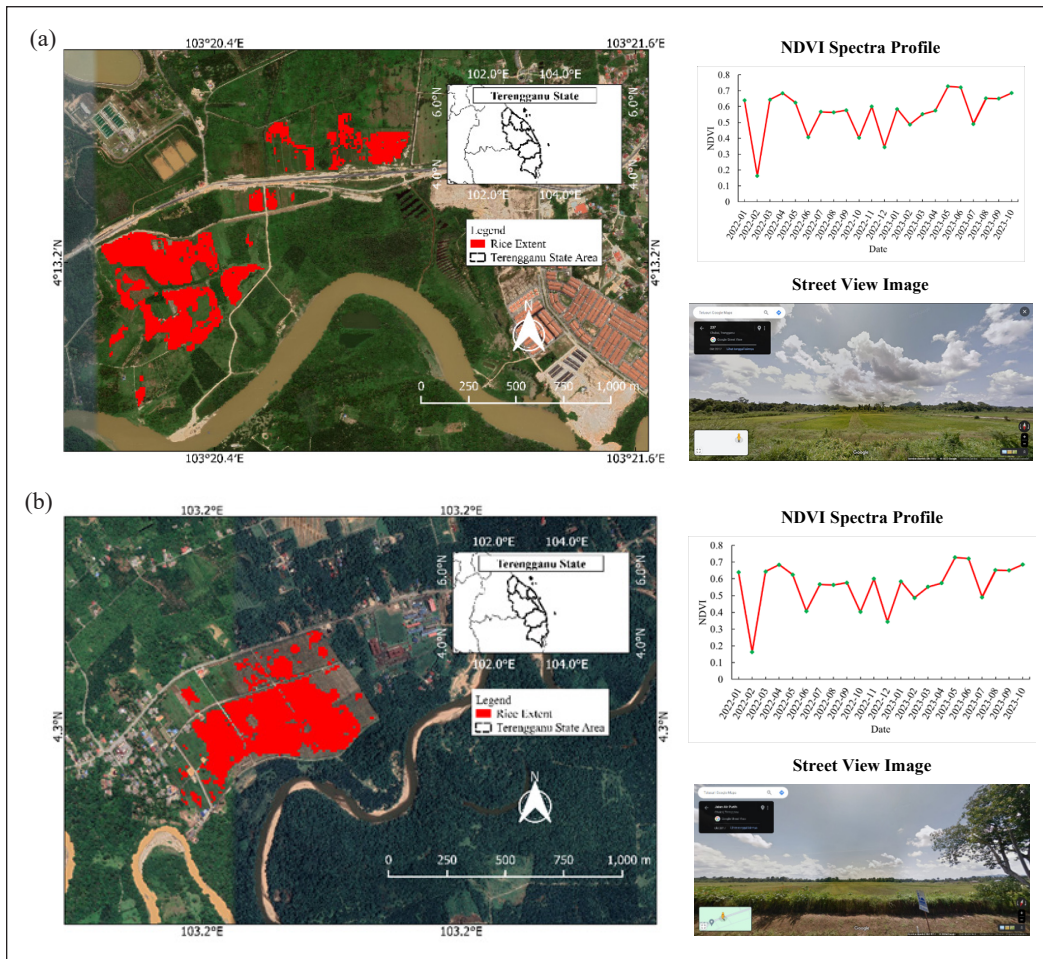 (a)
103°20.4'E
103°21.6'E
4°13.2'N
4°13.2'N
102.0°E 104.0°E
Terengganu State
6.0°N
6.0°N
4.0°N
4.0°N
102.0°E 104.0°E
Legend
Rice Extent
Terengganu State Area
N
0 250 500 750 1,000 m
103°20.4'E
103°21.6'E
NDVI Spectra Profile
NDVI
0.8
0.7
0.6
0.5
0.4
0.3
0.2
0.1
0
2022-01
2022-02
2022-03
2022-04
2022-05
2022-06
2022-07
2022-08
2022-09
2022-10
2022-11
2022-12
2023-01
2023-02
2023-03
2023-04
2023-05
2023-06
2023-07
2023-08
2023-09
2023-10
Date
Street View Image
Google Street View
Google
(b)
103.2°E
103.2°E
4.3°N
4.3°N
102.0°E 104.0°E
Terengganu State
6.0°N
6.0°N
4.0°N
4.0°N
102.0°E 104.0°E
Legend
Rice Extent
Terengganu State Area
N
0 250 500 750 1,000 m
103.2°E
103.2°E
NDVI Spectra Profile
NDVI
0.8
0.7
0.6
0.5
0.4
0.3
0.2
0.1
0
2022-01
2022-02
2022-03
2022-04
2022-05
2022-06
2022-07
2022-08
2022-09
2022-10
2022-11
2022-12
2023-01
2023-02
2023-03
2023-04
2023-05
2023-06
2023-07
2023-08
2023-09
2023-10
Date
Street View Image
Google Street View
Google